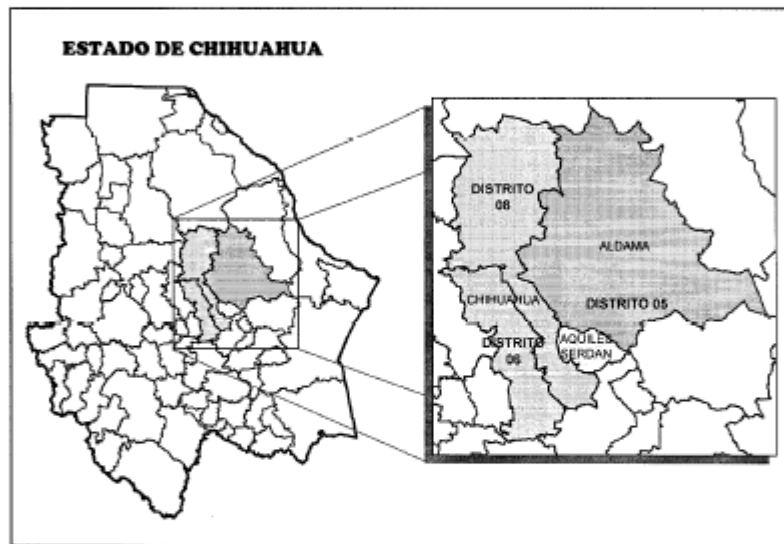 ESTADO DE CHIHUAHUA
DISTRITO
08
ALDAMA
CHIHUAHUA
DISTRITO 05
DISTRITO
06
AQUILES
SERDAN